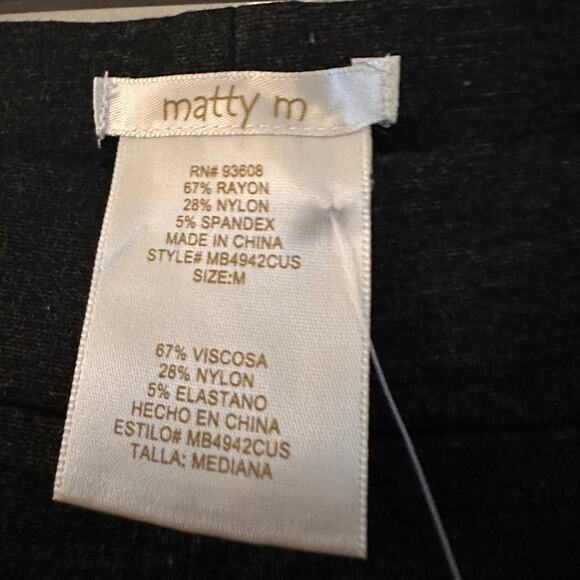 matty m
RN# 93608
67% RAYON
28% NYLON
5% SPANDEX
MADE IN CHINA
STYLE# MB4942CUS
SIZE:M
67% VISCOSA
28% NYLON
5% ELASTANO
HECHO EN CHINA
ESTILO# MB4942CUS
TALLA: MEDIANA